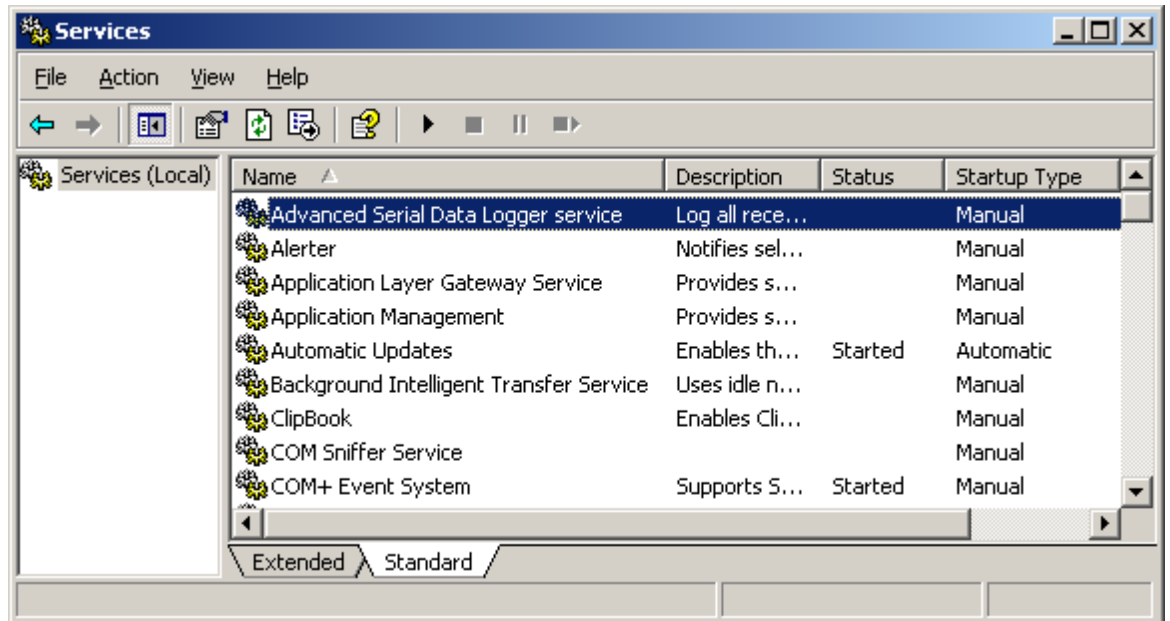 Services
File Action View Help
Services (Local)
Name Description Status Startup Type
Advanced Serial Data Logger service Log all rece... Manual
Alerter Notifies sel... Manual
Application Layer Gateway Service Provides s... Manual
Application Management Provides s... Manual
Automatic Updates Enables th... Started Automatic
Background Intelligent Transfer Service Uses idle n... Manual
ClipBook Enables Cli... Manual
COM Sniffer Service Manual
COM+ Event System Supports S... Started Manual
Extended Standard